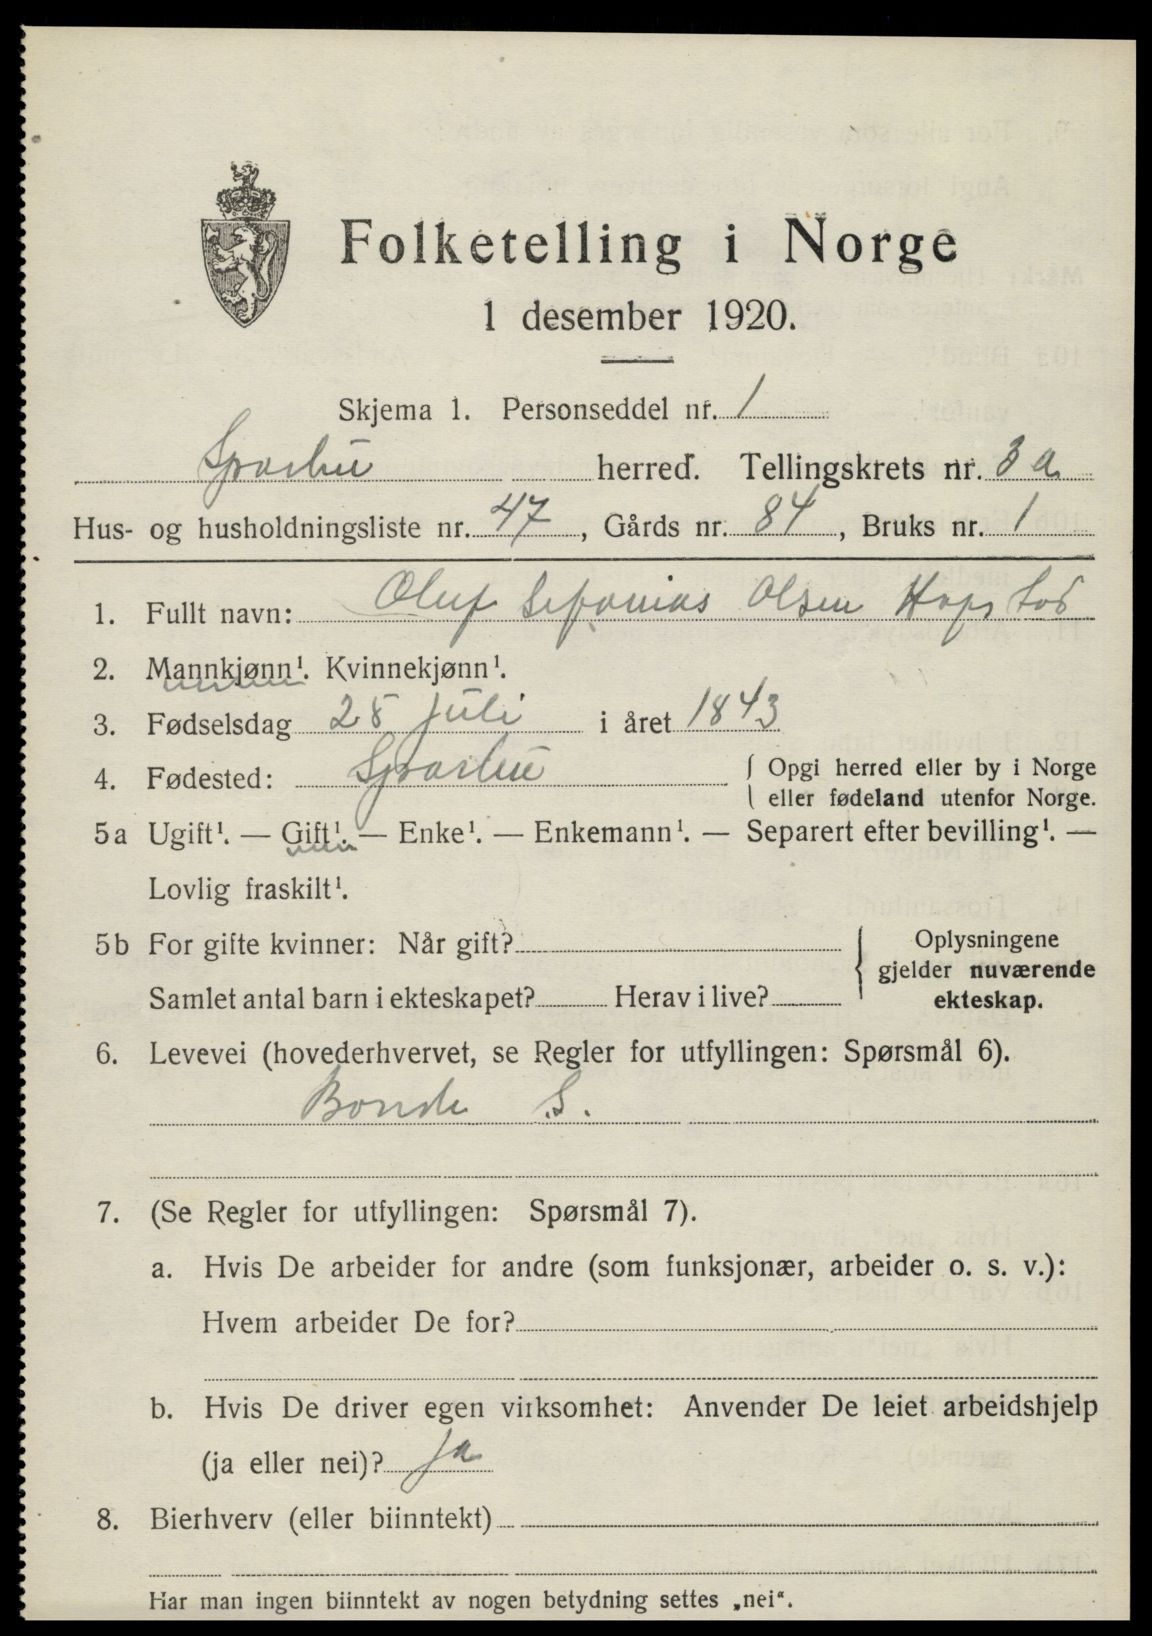 Folketelling i Norge
1 desember 1920.
Skjema 1. Personseddel nr. 1
Sparbu herred. Tellingskrets nr. 3 a
Hus- og husholdningsliste nr. 47, Gårds nr. 84, Bruks nr. 1
1. Fullt navn: Oluf Sefanias Olsen
2. Mannkjønn¹. Kvinnekjønn¹.
3. Fødselsdag 28 juli i året 1843
4. Fødested: Sparbu { Opgi herred eller by i Norge
eller fødeland utenfor Norge.
5a Ugift¹. — Gift¹. — Enke¹. — Enkemann¹. — Separert efter bevilling¹. —
Lovlig fraskilt¹.
5b For gifte kvinner: Når gift?
Samlet antal barn i ekteskapet? Herav i live?
{ Oplysningene
gjelder nuværende
ekteskap.
6. Levevei (hovederhvervet, se Regler for utfyllingen: Spørsmål 6).
Bonde S.
7. (Se Regler for utfyllingen: Spørsmål 7).
a. Hvis De arbeider for andre (som funksjonær, arbeider o. s. v.):
Hvem arbeider De for?
b. Hvis De driver egen virksomhet: Anvender De leiet arbeidshjelp
(ja eller nei)? ja
8. Bierhverv (eller biinntekt)
Har man ingen biinntekt av nogen betydning settes „nei“.